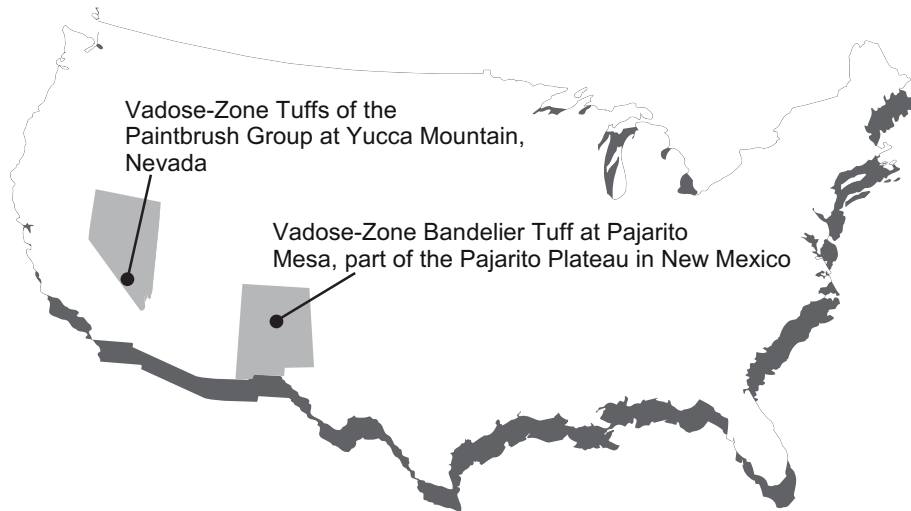 Vadose-Zone Tuffs of the
Paintbrush Group at Yucca Mountain,
Nevada
Vadose-Zone Bandelier Tuff at Pajarito
Mesa, part of the Pajarito Plateau in New Mexico